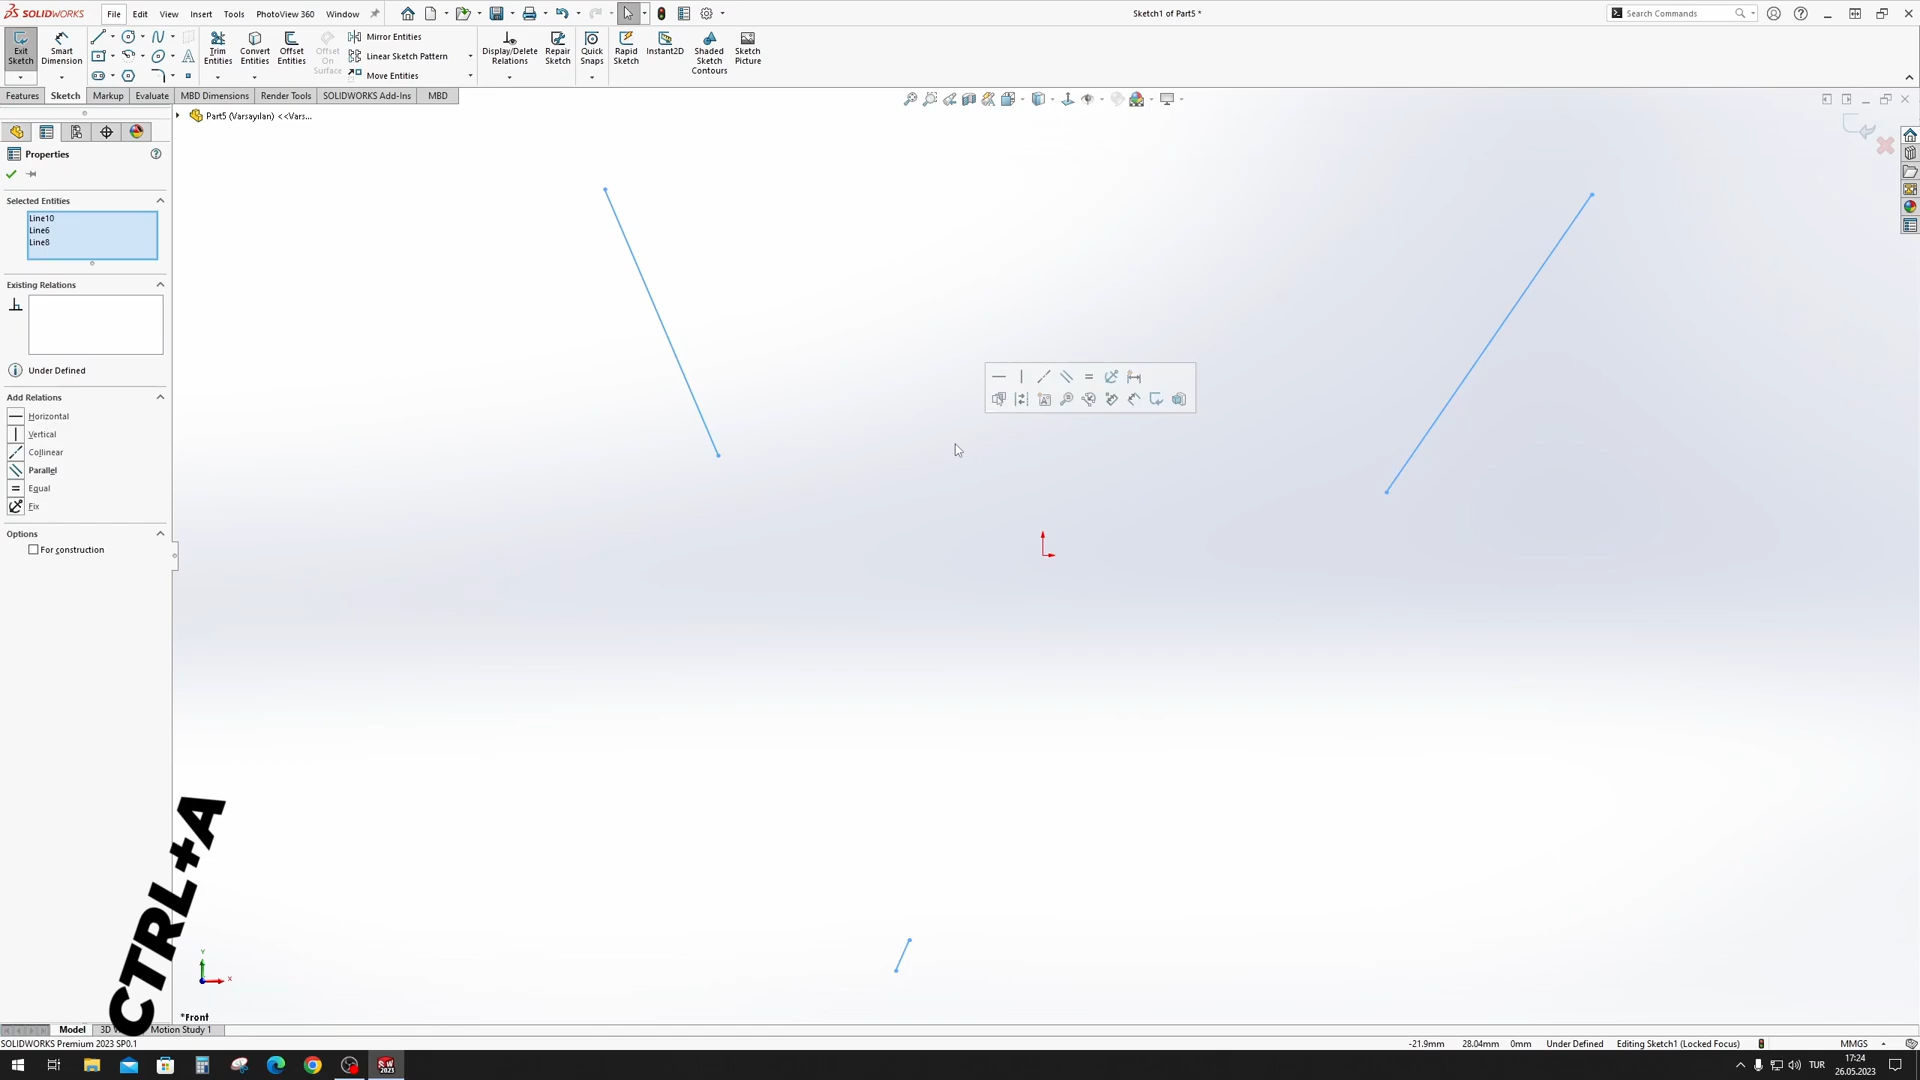 SOLIDWORKS
File
Edit
View
Insert
Tools
PhotoView 360
Window
Sketch1 of Part5 *
Search Commands
Exit Sketch
Smart Dimension
Trim Entities
Convert Entities
Offset Entities
Offset On Surface
Mirror Entities
Linear Sketch Pattern
Move Entities
Display/Delete Relations
Repair Sketch
Quick Snaps
Rapid Sketch
Instant2D
Shaded Sketch Contours
Sketch Picture
Features
Sketch
Markup
Evaluate
MBD Dimensions
Render Tools
SOLIDWORKS Add-Ins
MBD
Part5 (Varsayılan) <<Vars...
Properties
Selected Entities
Line10
Line6
Line8
Existing Relations
Under Defined
Add Relations
Horizontal
Vertical
Collinear
Parallel
Equal
Fix
Options
For construction
CTRL+A
Y
X
*Front
Model
3D
Motion Study 1
SOLIDWORKS Premium 2023 SP0.1
-21.9mm
28.04mm
0mm
Under Defined
Editing Sketch1 (Locked Focus)
MMGS
TUR
17:24
26.05.2023